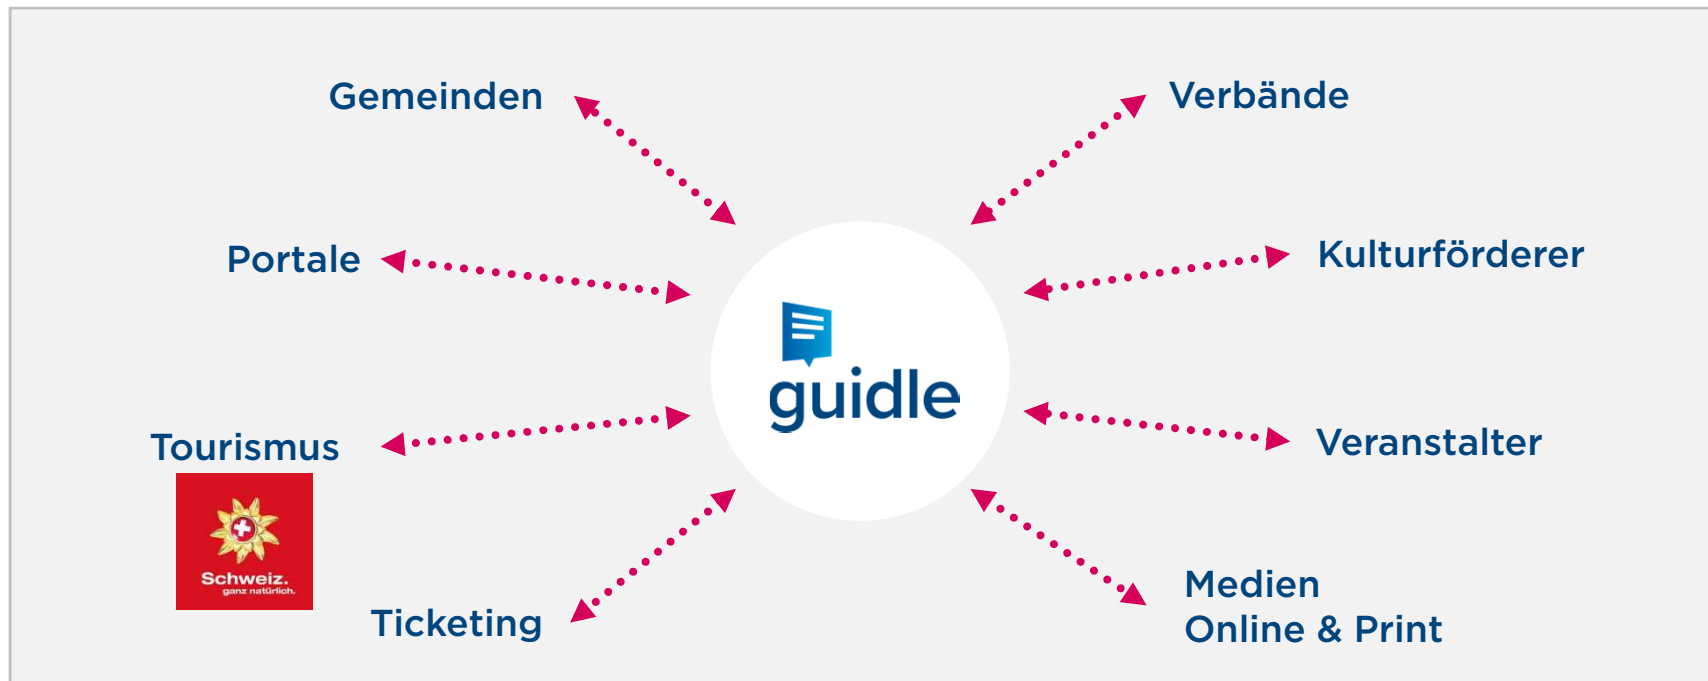 Gemeinden
Verbände
Portale
Kulturförderer
guidle
Tourismus
Veranstalter
Schweiz.
ganz natürlich.
Ticketing
Medien
Online & Print